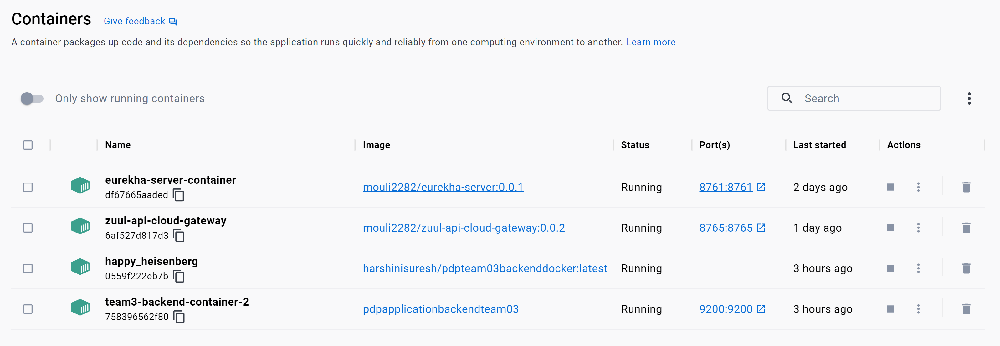 Containers Give feedback
A container packages up code and its dependencies so the application runs quickly and reliably from one computing environment to another. Learn more
Only show running containers Search
Name Image Status Port(s) Last started Actions
eurekha-server-container
df67665aaded
mouli2282/eurekha-server:0.0.1 Running 8761:8761 2 days ago
zuul-api-cloud-gateway
6af527d817d3
mouli2282/zuul-api-cloud-gateway:0.0.2 Running 8765:8765 1 day ago
happy_heisenberg
0559f222eb7b
harshinisuresh/pdpteam03backenddocker:latest Running 3 hours ago
team3-backend-container-2
758396562f80
pdpapplicationbackendteam03 Running 9200:9200 3 hours ago